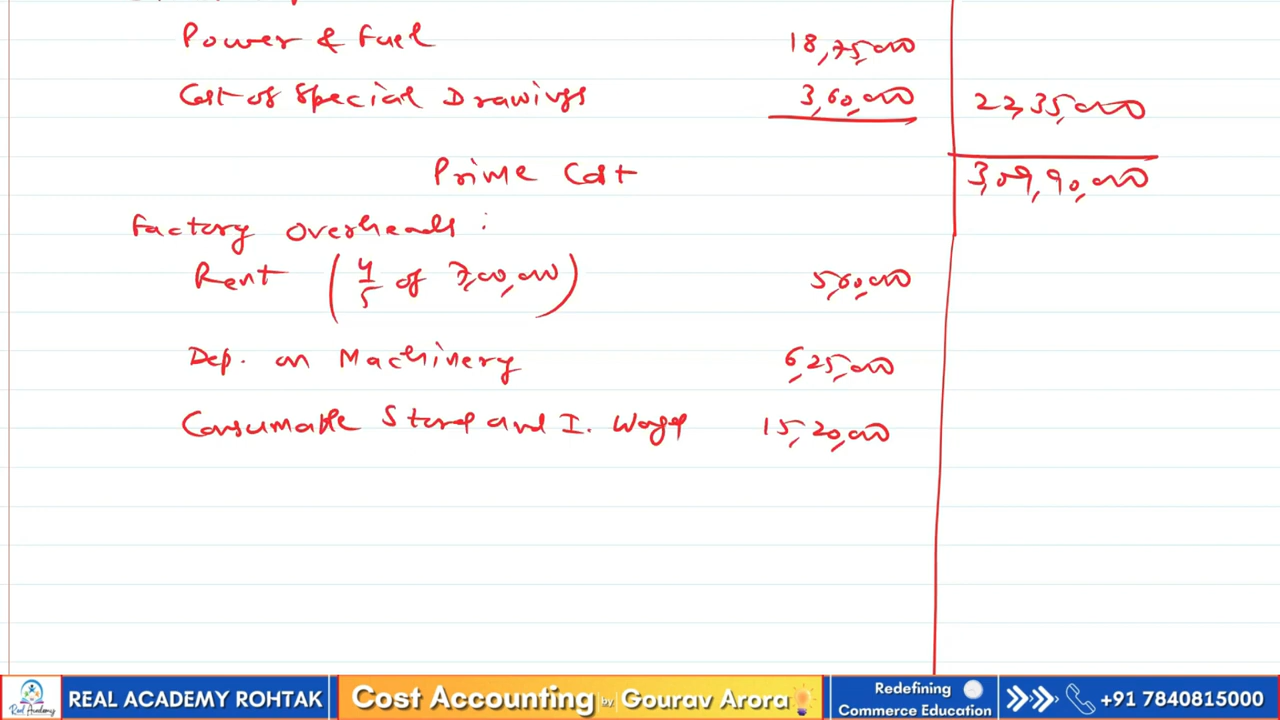 Power & Fuel 18,75,000
Cost of Special Drawings 3,60,000 22,35,000
Prime Cost 3,09,90,000
Factory Overheads :
Rent (4/5 of 7,00,000) 5,60,000
Dep. on Machinery 6,25,000
Consumable Stores and I. Wages 15,20,000
Real Academy
REAL ACADEMY ROHTAK
Cost Accounting by Gourav Arora
Redefining
Commerce Education
+91 7840815000